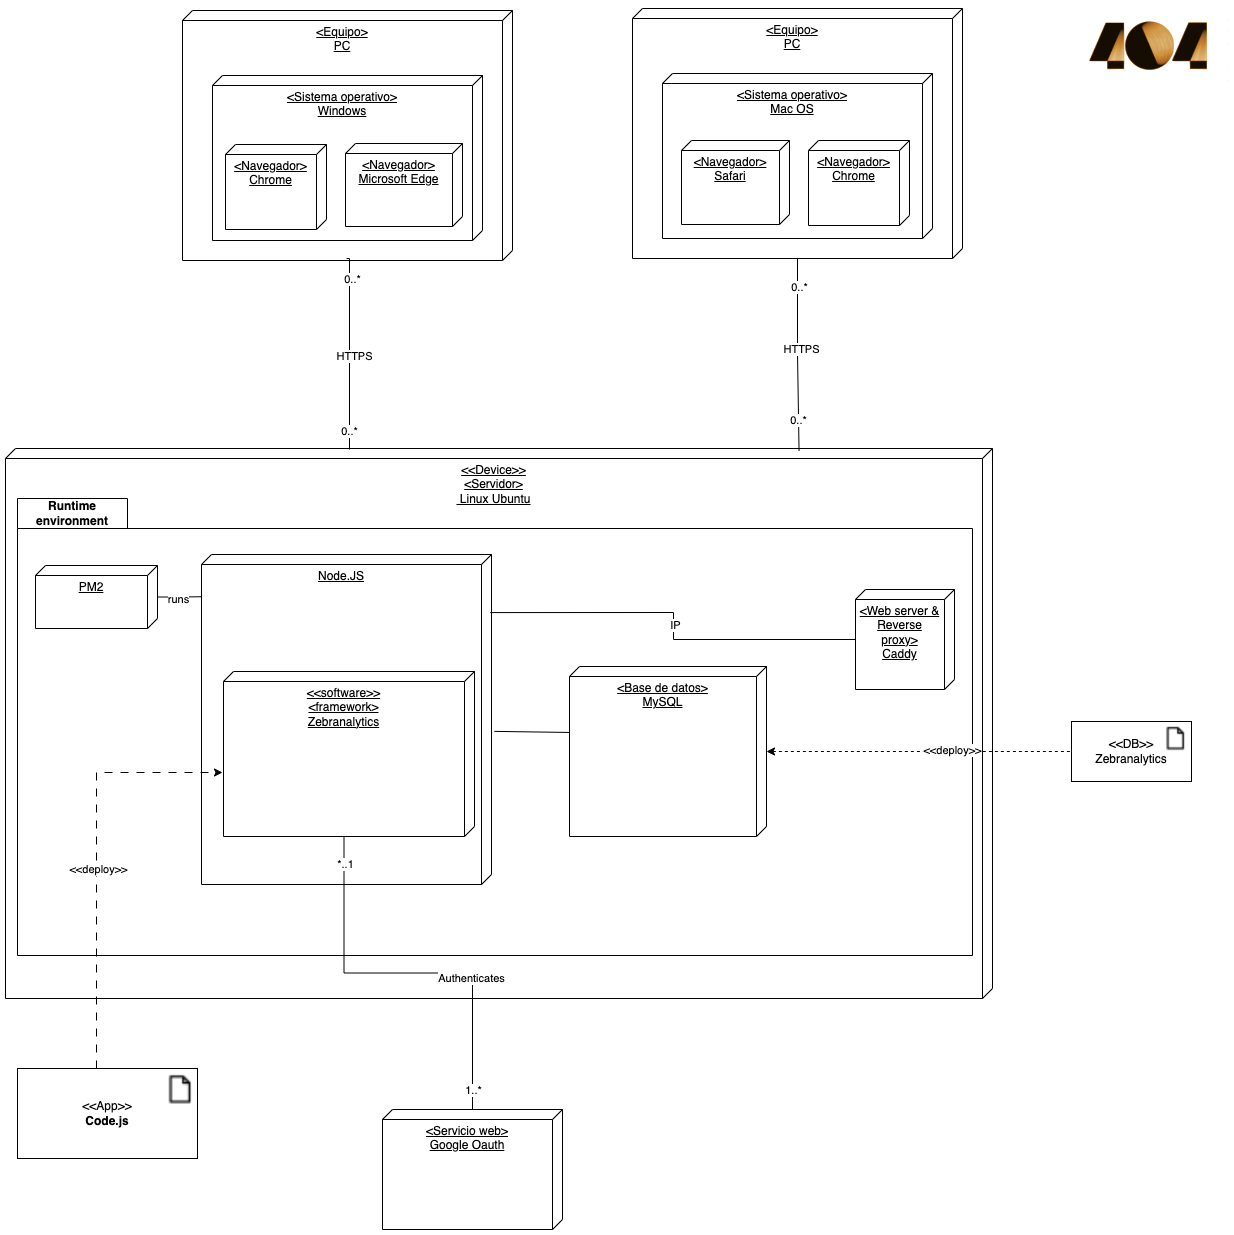 <Equipo>
PC
<Sistema operativo>
Windows
<Navegador>
Chrome
<Navegador>
Microsoft Edge
<Equipo>
PC
<Sistema operativo>
Mac OS
<Navegador>
Safari
<Navegador>
Chrome
404
0..*
HTTPS
0..*
0..*
HTTPS
0..*
<<Device>>
<Servidor>
Linux Ubuntu
Runtime
environment
PM2
runs
Node.JS
IP
<Web server &
Reverse
proxy>
Caddy
<<software>>
<framework>
Zebranalytics
<Base de datos>
MySQL
<<deploy>>
<<DB>>
Zebranalytics
<<deploy>>
*..1
Authenticates
1..*
<<App>>
Code.js
<Servicio web>
Google Oauth